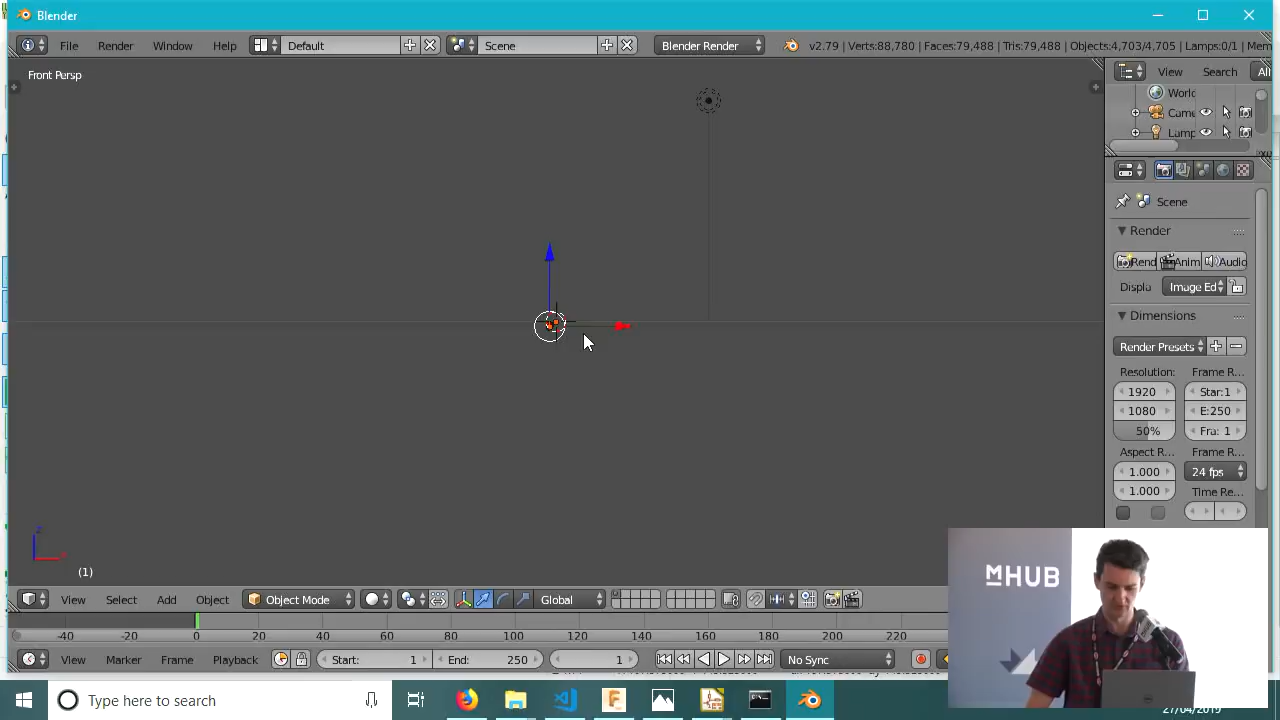 Blender
File Render Window Help Default Scene Blender Render v2.79 | Verts:88,780 | Faces:79,488 | Tris:79,488 | Objects:4,703/4,705 | Lamps:0/1 | Mem
Front Persp
View Search All
World
Came
Lamp
Scene
Render
Rend Anim Audio
Displa Image Ed
Dimensions
Render Presets
Resolution: Frame R...
1920 Star:1
1080 E:250
50% Fra: 1
Aspect R... Frame R...
1.000 24 fps
1.000 Time Re...
z
x
(1)
View Select Add Object Object Mode Global
-40 -20 0 20 40 60 80 100 120 140 160 180 200 220
View Marker Frame Playback Start: 1 End: 250 1 No Sync
MHUB
Type here to search
27/04/2019